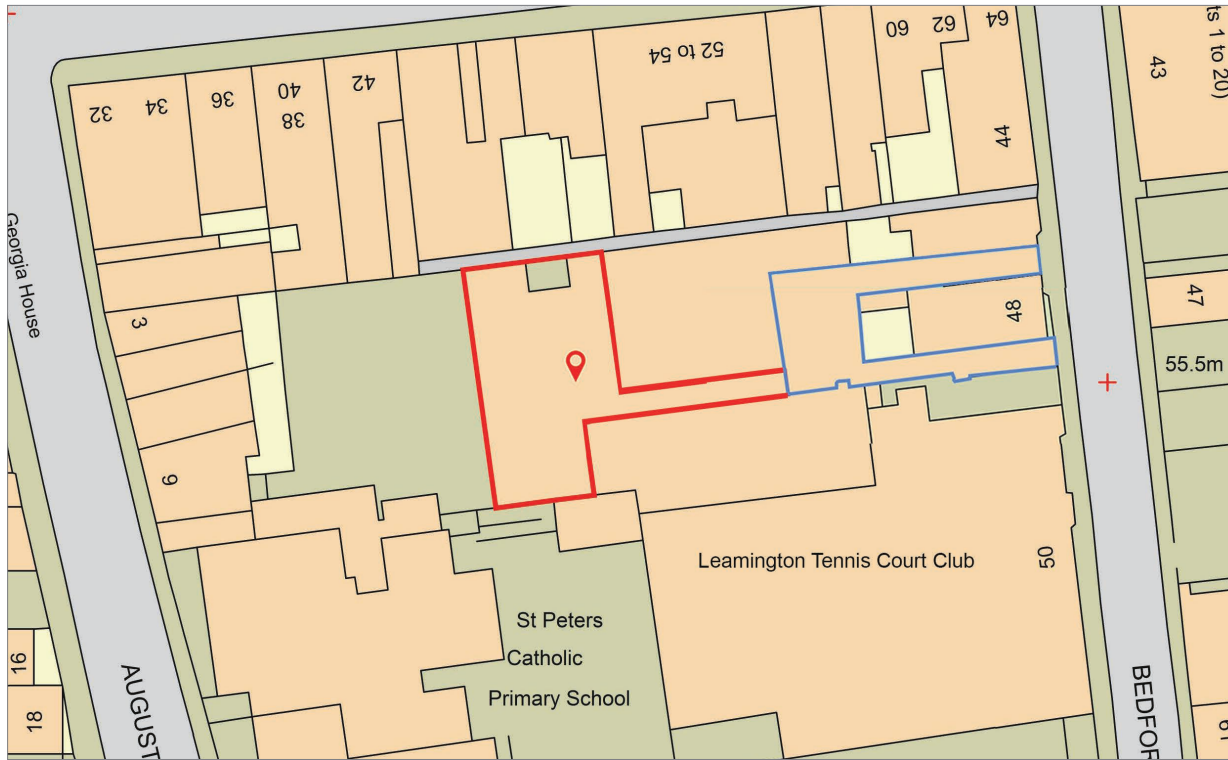 32
34
36
40
38
42
52 to 54
60
62
64
ts 1 to 20)
43
44
Georgia House
3
48
47
55.5m
9
Leamington Tennis Court Club
50
St Peters
Catholic
Primary School
16
18
AUGUST
BEDFOR